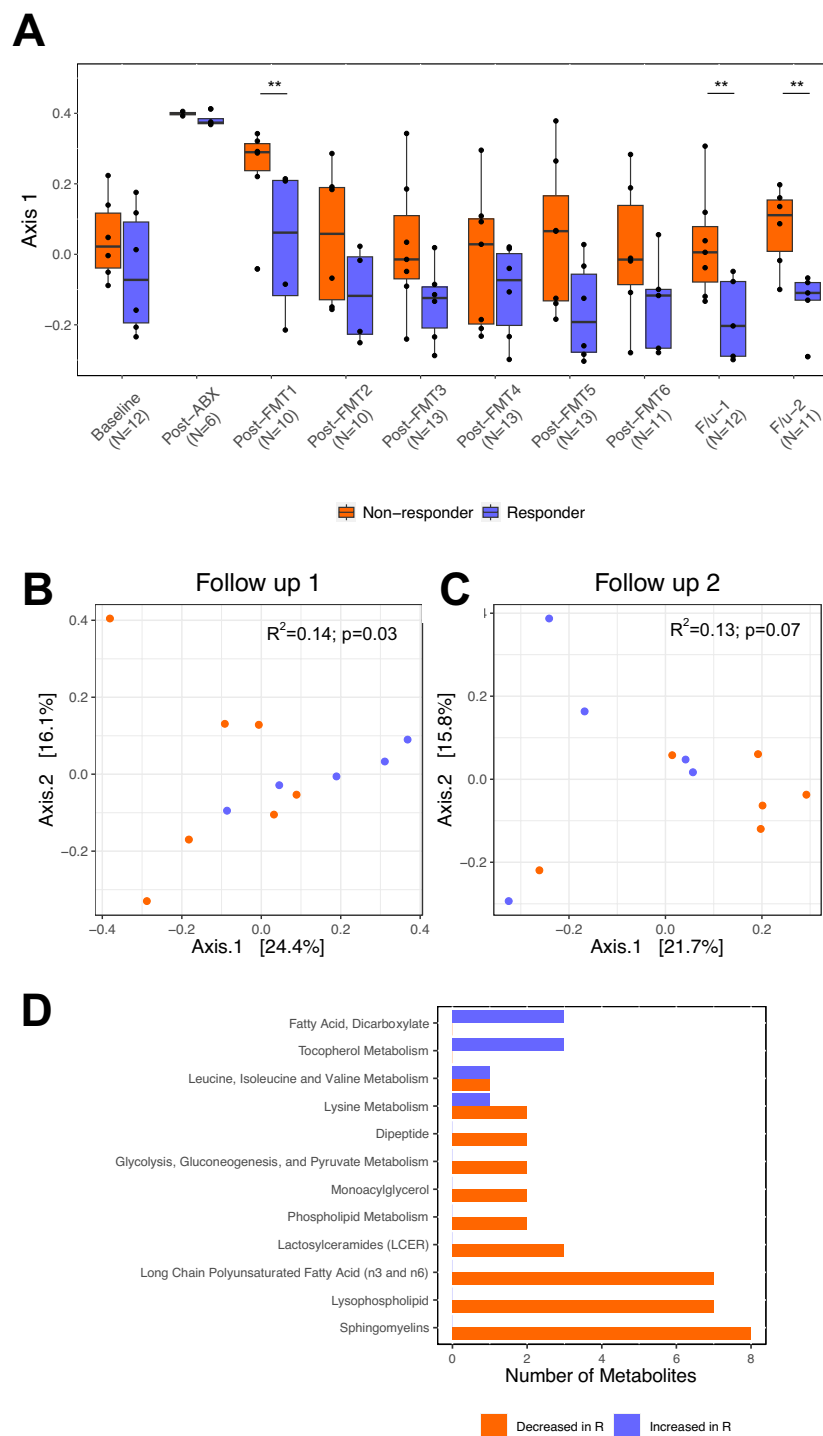 A
**
**
**
0.4
0.2
0.0
−0.2
Axis 1
Baseline
(N=12)
Post−ABX
(N=6)
Post−FMT1
(N=10)
Post−FMT2
(N=10)
Post−FMT3
(N=13)
Post−FMT4
(N=13)
Post−FMT5
(N=13)
Post−FMT6
(N=11)
F/u−1
(N=12)
F/u−2
(N=11)
Non−responder
Responder
B
Follow up 1
R²=0.14; p=0.03
0.4
0.2
0.0
−0.2
Axis.2 [16.1%]
−0.4
−0.2
0.0
0.2
0.4
Axis.1 [24.4%]
C
Follow up 2
R²=0.13; p=0.07
0.2
0.0
−0.2
Axis.2 [15.8%]
−0.2
0.0
0.2
Axis.1 [21.7%]
D
Fatty Acid, Dicarboxylate
Tocopherol Metabolism
Leucine, Isoleucine and Valine Metabolism
Lysine Metabolism
Dipeptide
Glycolysis, Gluconeogenesis, and Pyruvate Metabolism
Monoacylglycerol
Phospholipid Metabolism
Lactosylceramides (LCER)
Long Chain Polyunsaturated Fatty Acid (n3 and n6)
Lysophospholipid
Sphingomyelins
0
2
4
6
8
Number of Metabolites
Decreased in R
Increased in R